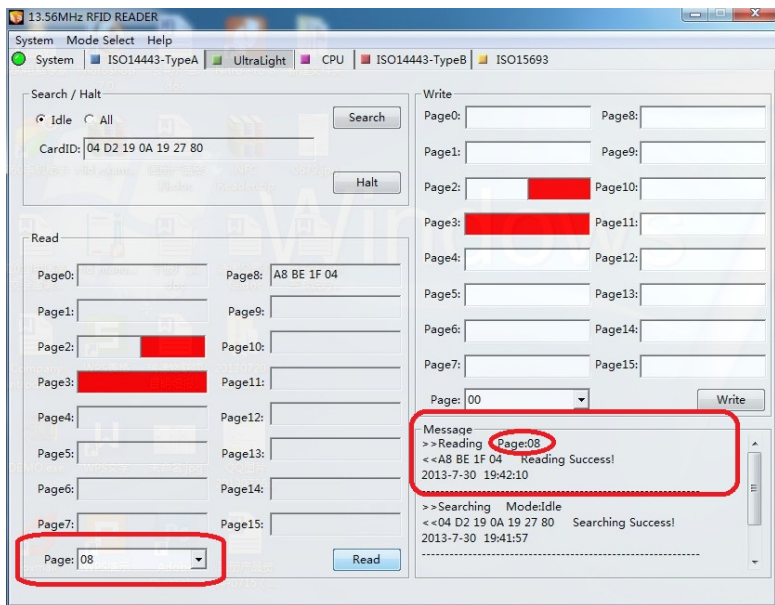 13.56MHz RFID READER
System Mode Select Help
System ISO14443-TypeA UltraLight CPU ISO14443-TypeB ISO15693
Search / Halt
Idle All
Search
CardID: 04 D2 19 0A 19 27 80
Halt
Read
Page0:
Page8: A8 BE 1F 04
Page1:
Page9:
Page2:
Page10:
Page3:
Page11:
Page4:
Page12:
Page5:
Page13:
Page6:
Page14:
Page7:
Page15:
Page: 08
Read
Write
Page0:
Page8:
Page1:
Page9:
Page2:
Page10:
Page3:
Page11:
Page4:
Page12:
Page5:
Page13:
Page6:
Page14:
Page7:
Page15:
Page: 00
Write
Message
>>Reading Page:08
<<A8 BE 1F 04 Reading Success!
2013-7-30 19:42:10
--------------------------------------------------
>>Searching Mode:Idle
<<04 D2 19 0A 19 27 80 Searching Success!
2013-7-30 19:41:57
--------------------------------------------------
Windows